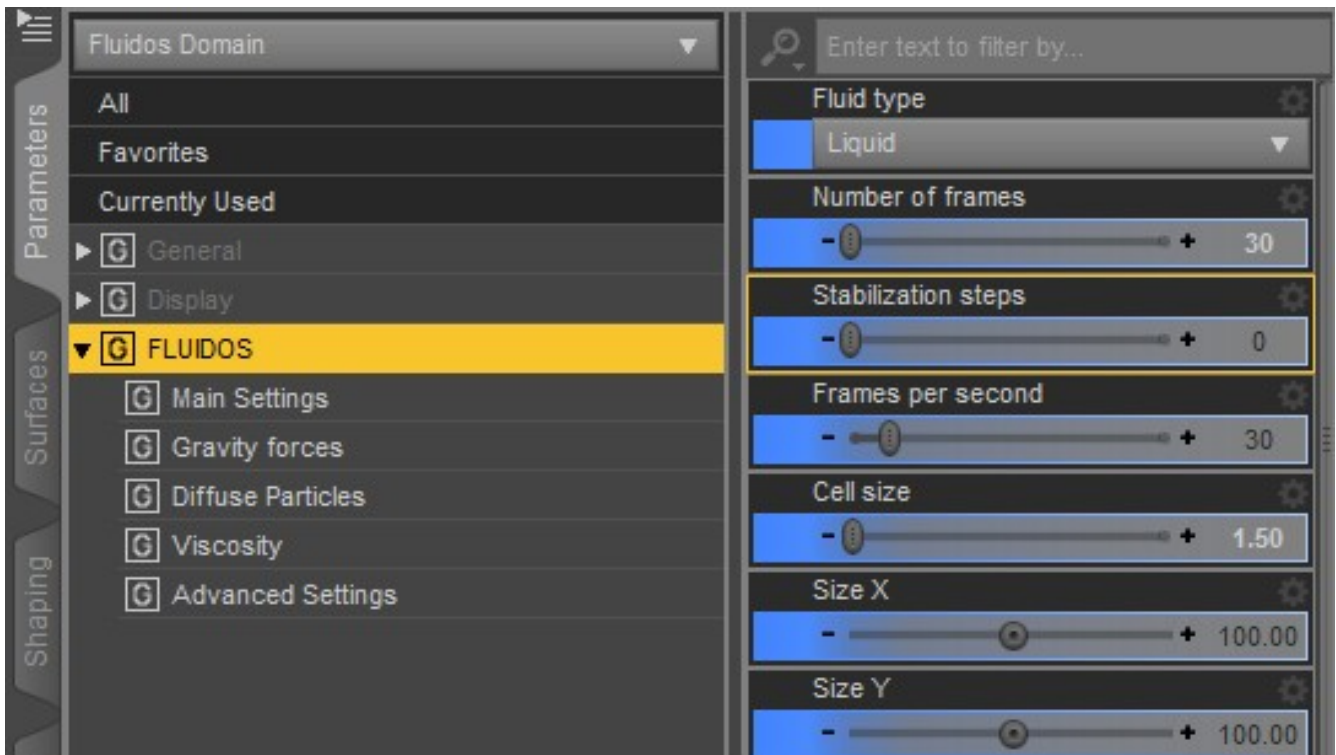 Parameters
Surfaces
Shaping
Fluidos Domain
All
Favorites
Currently Used
G General
G Display
G FLUIDOS
G Main Settings
G Gravity forces
G Diffuse Particles
G Viscosity
G Advanced Settings
Enter text to filter by...
Fluid type
Liquid
Number of frames
- + 30
Stabilization steps
- + 0
Frames per second
- + 30
Cell size
- + 1.50
Size X
- + 100.00
Size Y
- + 100.00